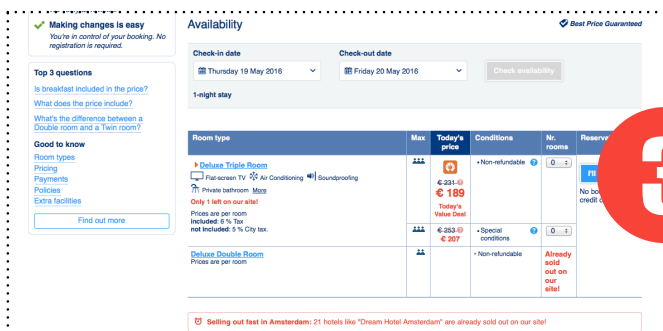 Making changes is easy
You're in control of your booking. No
registration is required.
Top 3 questions
Is breakfast included in the price?
What does the price include?
What's the difference between a
Double room and a Twin room?
Good to know
Room types
Pricing
Payments
Policies
Extra facilities
Find out more
Availability
Best Price Guaranteed
Check-in date
Check-out date
Thursday 19 May 2016
Friday 20 May 2016
Check availability
1-night stay
Room type
Max
Today's
price
Conditions
Nr.
rooms
Deluxe Triple Room
Flat-screen TV Air Conditioning Soundproofing
Private bathroom More
Only 1 left on our site!
Prices are per room
included: 6 % Tax
not included: 5 % City tax.
€ 231
€ 189
Today's
Value Deal
• Non-refundable ?
0
I'll
No bo
credit c
€ 253
€ 207
• Special
conditions
?
0
Deluxe Double Room
Prices are per room
• Non-refundable
Already
sold
out on
our
site!
Selling out fast in Amsterdam: 21 hotels like "Dream Hotel Amsterdam" are already sold out on our site!
3